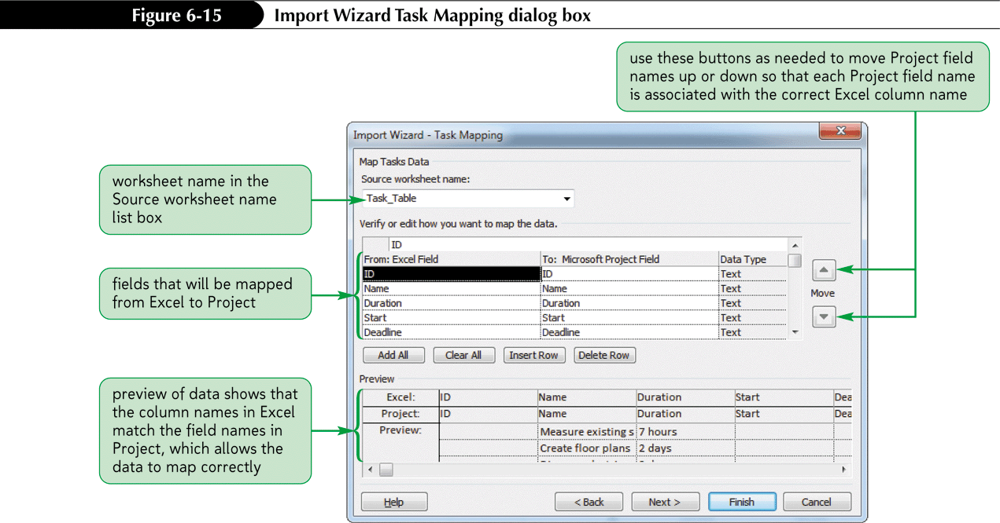 Figure 6-15 Import Wizard Task Mapping dialog box
use these buttons as needed to move Project field
names up or down so that each Project field name
is associated with the correct Excel column name
Import Wizard - Task Mapping
Map Tasks Data
Source worksheet name:
worksheet name in the
Source worksheet name
list box
Task_Table
Verify or edit how you want to map the data.
ID
From: Excel Field To: Microsoft Project Field Data Type
ID ID Text
Name Name Text
Duration Duration Text
Start Start Text
Deadline Deadline Text
Move
fields that will be mapped
from Excel to Project
Add All Clear All Insert Row Delete Row
Preview
Excel: ID Name Duration Start Dea
Project: ID Name Duration Start Dea
Preview: Measure existing s 7 hours
Create floor plans 2 days
preview of data shows that
the column names in Excel
match the field names in
Project, which allows the
data to map correctly
Help < Back Next > Finish Cancel